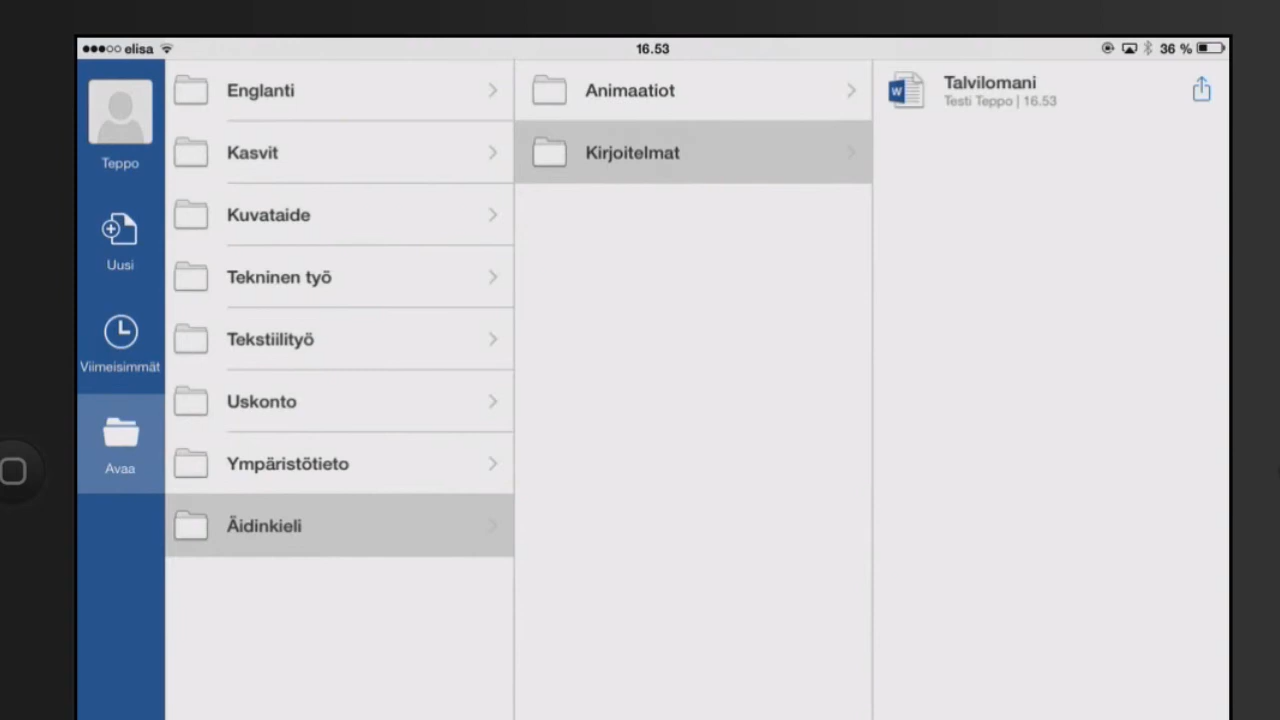 elisa
16.53
36 %
Teppo
Uusi
Viimeisimmät
Avaa
Englanti
Kasvit
Kuvataide
Tekninen työ
Tekstiilityö
Uskonto
Ympäristötieto
Äidinkieli
Animaatiot
Kirjoitelmat
W
Talvilomani
Testi Teppo | 16.53